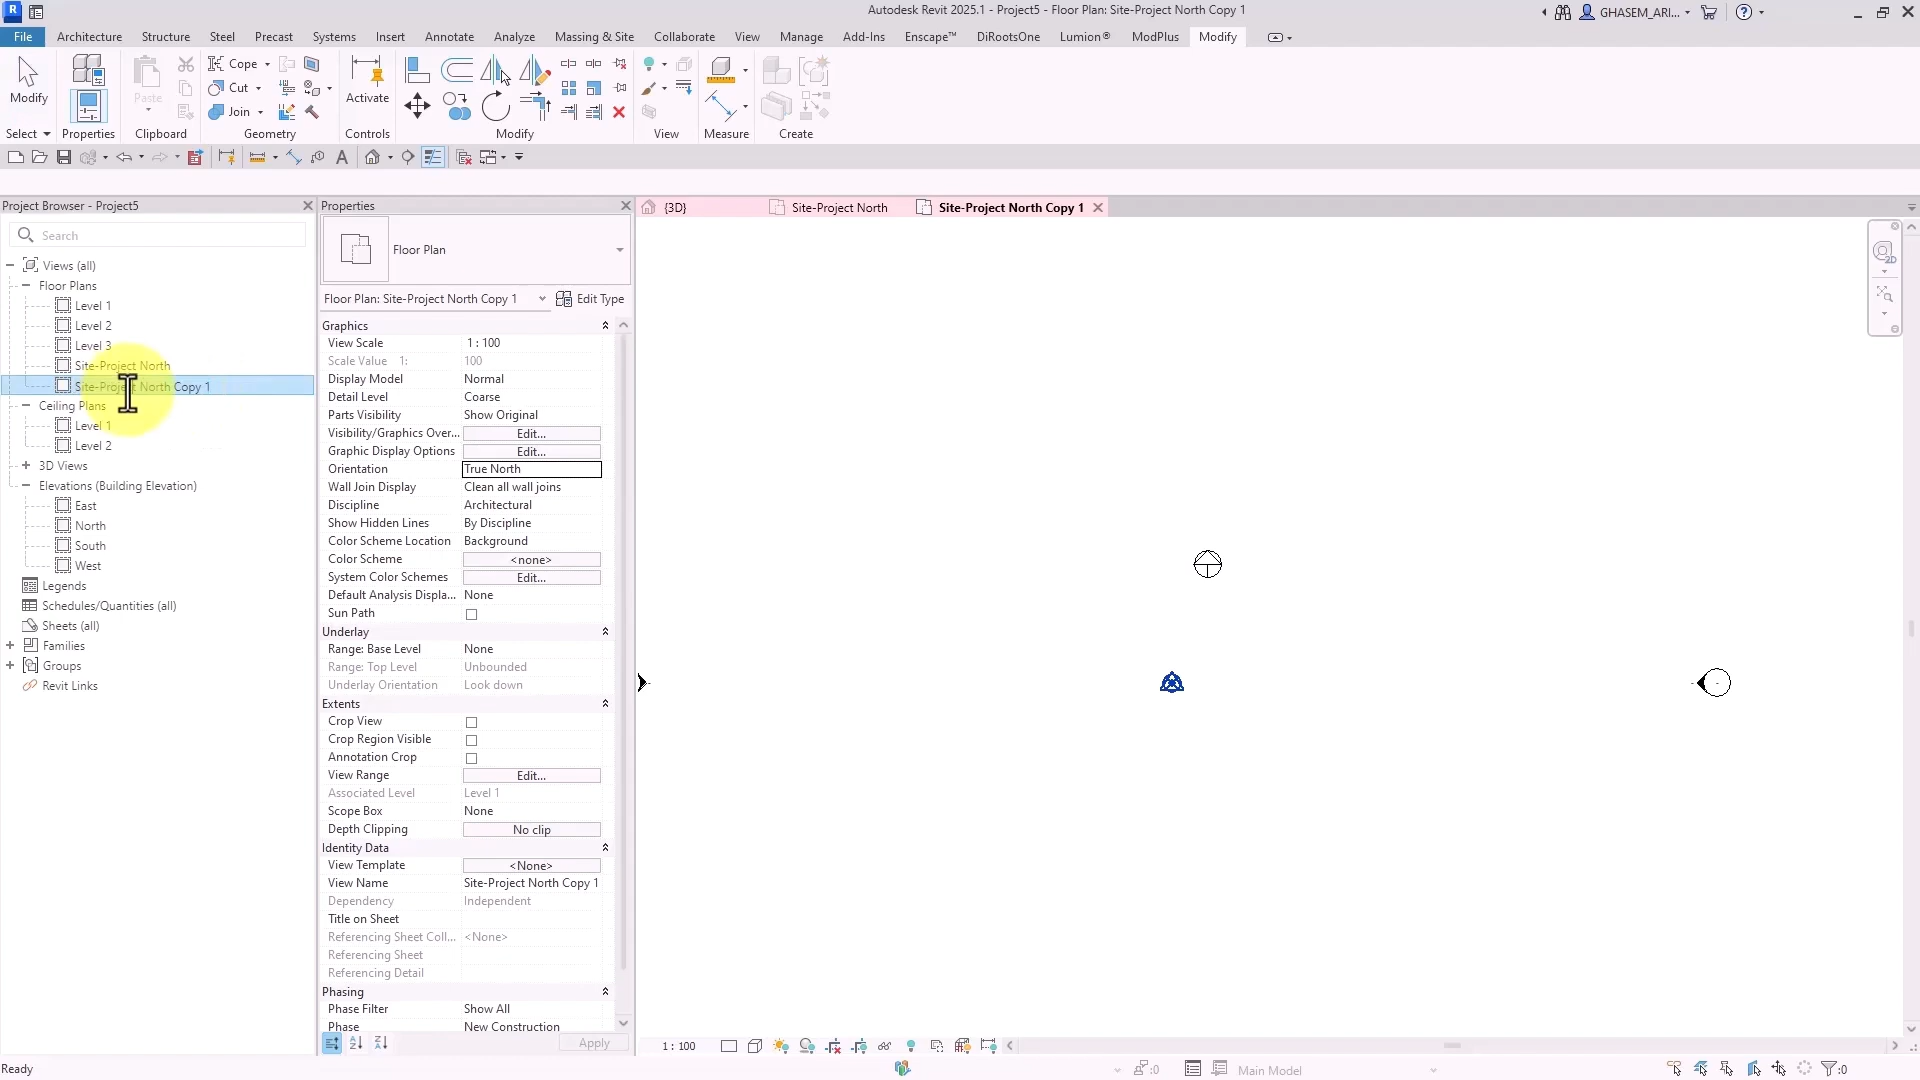 R
Autodesk Revit 2025.1 - Project5 - Floor Plan: Site-Project North Copy 1
GHASEM_ARI...
File Architecture Structure Steel Precast Systems Insert Annotate Analyze Massing & Site Collaborate View Manage Add-Ins Enscape™ DiRootsOne Lumion® ModPlus Modify
Modify
Paste
Cope
Cut
Join
Activate
Select Properties Clipboard Geometry Controls Modify View Measure Create
Project Browser - Project5
Search
Views (all)
Floor Plans
Level 1
Level 2
Level 3
Site-Project North
Site-Project North Copy 1
Ceiling Plans
Level 1
Level 2
3D Views
Elevations (Building Elevation)
East
North
South
West
Legends
Schedules/Quantities (all)
Sheets (all)
Families
Groups
Revit Links
Properties
Floor Plan
Floor Plan: Site-Project North Copy 1 Edit Type
Graphics
View Scale 1 : 100
Scale Value 1: 100
Display Model Normal
Detail Level Coarse
Parts Visibility Show Original
Visibility/Graphics Over... Edit...
Graphic Display Options Edit...
Orientation True North
Wall Join Display Clean all wall joins
Discipline Architectural
Show Hidden Lines By Discipline
Color Scheme Location Background
Color Scheme <none>
System Color Schemes Edit...
Default Analysis Displa... None
Sun Path
Underlay
Range: Base Level None
Range: Top Level Unbounded
Underlay Orientation Look down
Extents
Crop View
Crop Region Visible
Annotation Crop
View Range Edit...
Associated Level Level 1
Scope Box None
Depth Clipping No clip
Identity Data
View Template <None>
View Name Site-Project North Copy 1
Dependency Independent
Title on Sheet
Referencing Sheet Coll... <None>
Referencing Sheet
Referencing Detail
Phasing
Phase Filter Show All
Phase New Construction
Apply
{3D} Site-Project North Site-Project North Copy 1
2D
1 : 100
Ready
:0
Main Model
:0